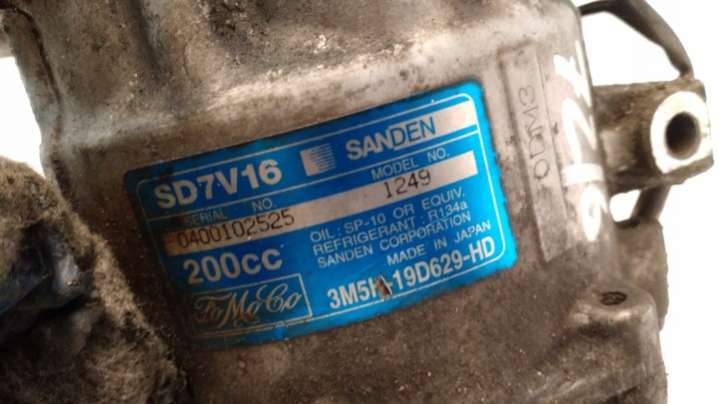 SD7V16 SANDEN
SERIAL NO. MODEL NO.
0400102525 1249
200CC
OIL: SP-10 OR EQUIV.
REFRIGERANT: R134a
SANDEN CORPORATION
MADE IN JAPAN
FoMoCo
19D629-HD